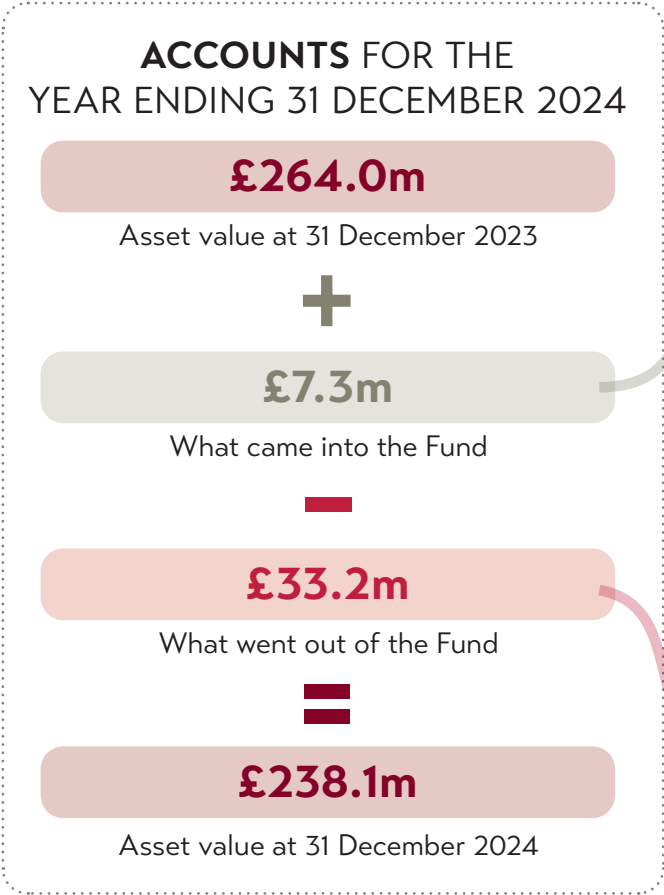 ACCOUNTS FOR THE
YEAR ENDING 31 DECEMBER 2024
£264.0m
Asset value at 31 December 2023
+
£7.3m
What came into the Fund
-
£33.2m
What went out of the Fund
=
£238.1m
Asset value at 31 December 2024